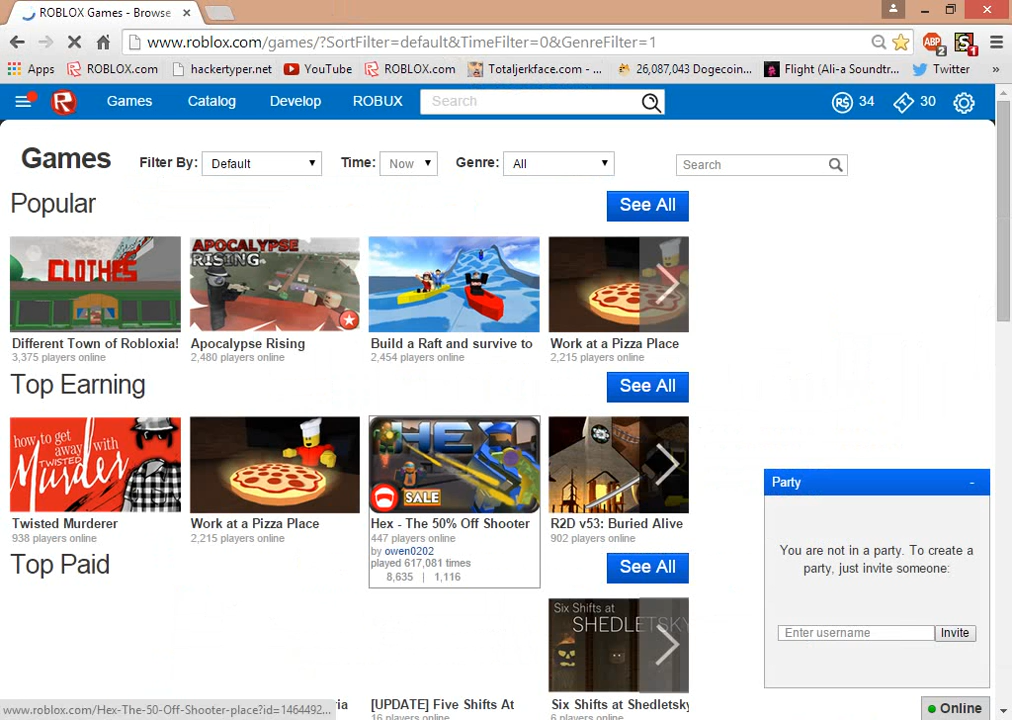 ROBLOX Games - Browse
www.roblox.com/games/?SortFilter=default&TimeFilter=0&GenreFilter=1
2
1
Apps ROBLOX.com hackertyper.net YouTube ROBLOX.com Totaljerkface.com - ... 26,087,043 Dogecoin... Flight (Ali-a Soundtr... Twitter »
Games Catalog Develop ROBUX Search R$ 34 30
Games Filter By: Default Time: Now Genre: All Search
Popular See All
CLOTHES
APOCALYPSE
RISING
Different Town of Robloxia! Apocalypse Rising Build a Raft and survive to Work at a Pizza Place
3,375 players online 2,480 players online 2,454 players online 2,215 players online
Top Earning See All
how to get
away with
TWISTED
Murder
HEX
SALE
Twisted Murderer Work at a Pizza Place Hex - The 50% Off Shooter R2D v53: Buried Alive
938 players online 2,215 players online 447 players online 902 players online
by owen0202
played 617,081 times
8,635 | 1,116
Top Paid See All
Six Shifts at
SHEDLETSKY
ria [UPDATE] Five Shifts At Six Shifts at Shedletsky
16 players online 6 players online
Party -
You are not in a party. To create a
party, just invite someone:
Enter username Invite
www.roblox.com/Hex-The-50-Off-Shooter-place?id=1464492...
Online